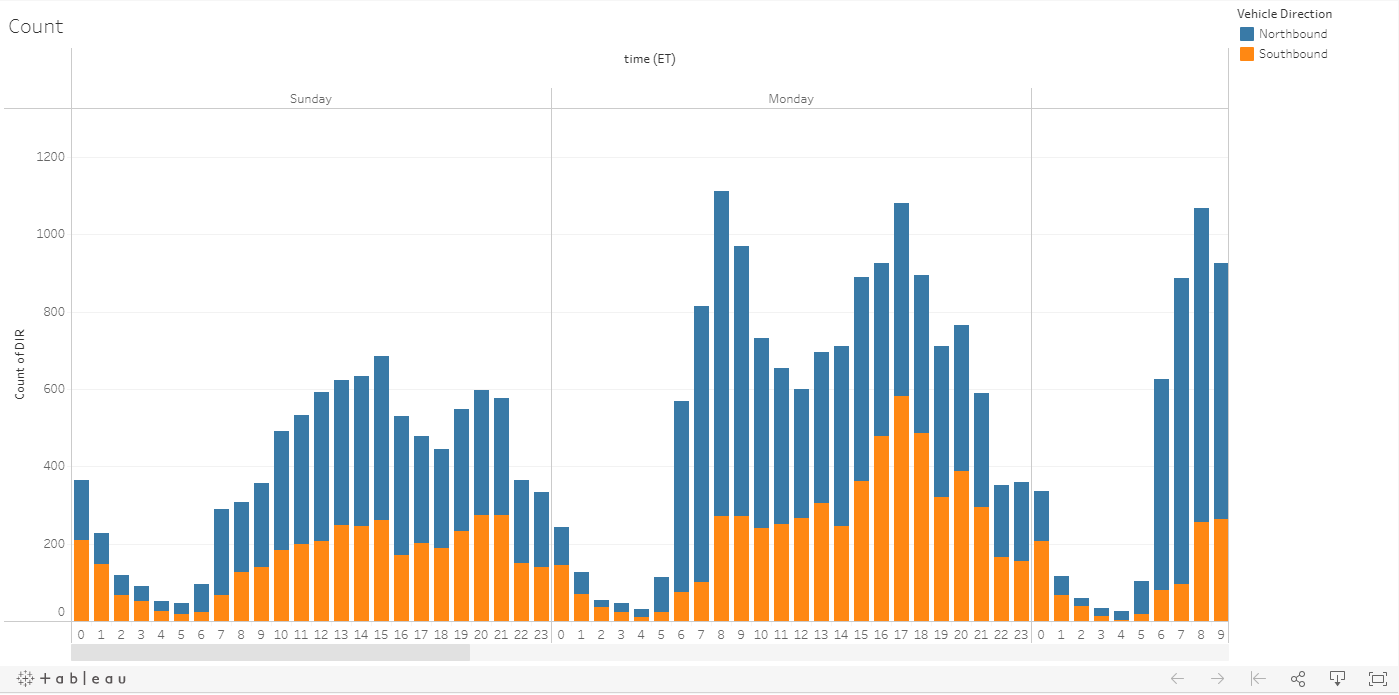 Count
Vehicle Direction
Northbound
Southbound
time (ET)
Sunday Monday
1200
1000
800
600
400
200
0
Count of DIR
0 1 2 3 4 5 6 7 8 9 10 11 12 13 14 15 16 17 18 19 20 21 22 23 0 1 2 3 4 5 6 7 8 9 10 11 12 13 14 15 16 17 18 19 20 21 22 23 0 1 2 3 4 5 6 7 8 9
+ableau